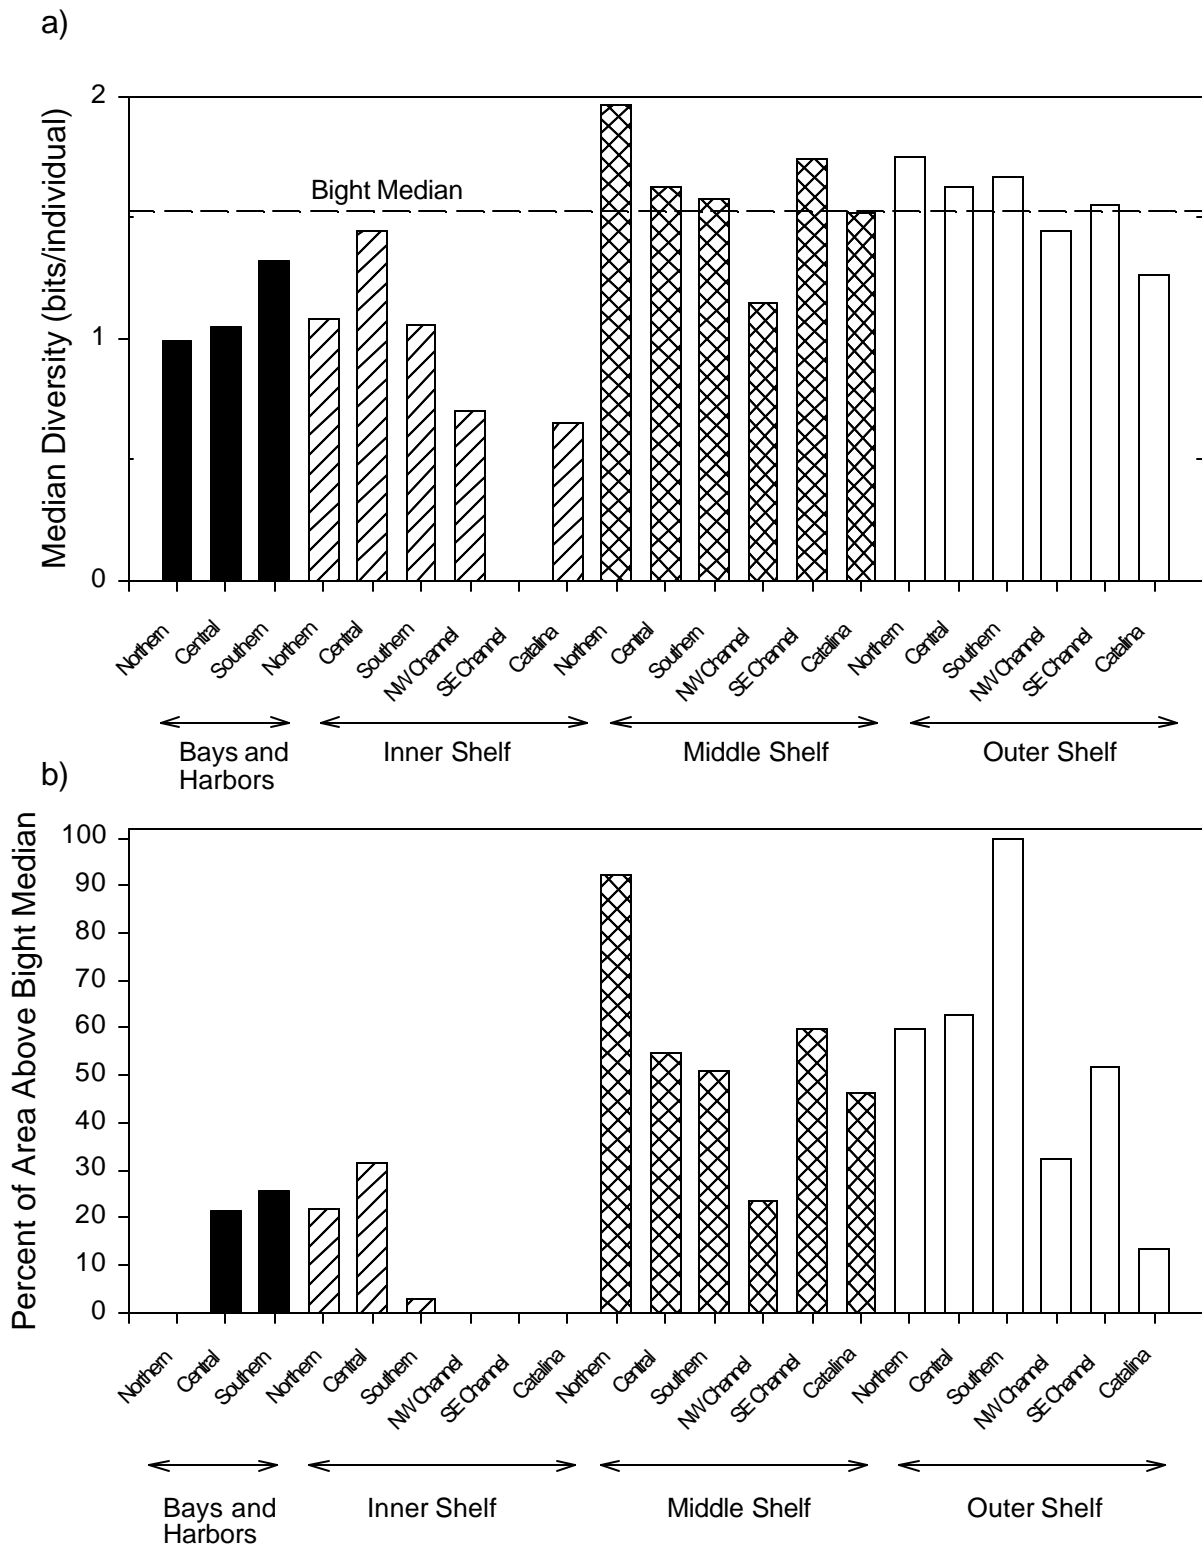 a)
Median Diversity (bits/individual)
2
1
0
Bight Median
Northern
Central
Southern
Northern
Central
Southern
NW Channel
SE Channel
Catalina
Northern
Central
Southern
NW Channel
SE Channel
Catalina
Northern
Central
Southern
NW Channel
SE Channel
Catalina
Bays and
Harbors
Inner Shelf
Middle Shelf
Outer Shelf
b)
Percent of Area Above Bight Median
100
90
80
70
60
50
40
30
20
10
0
Northern
Central
Southern
Northern
Central
Southern
NW Channel
SE Channel
Catalina
Northern
Central
Southern
NW Channel
SE Channel
Catalina
Northern
Central
Southern
NW Channel
SE Channel
Catalina
Bays and
Harbors
Inner Shelf
Middle Shelf
Outer Shelf